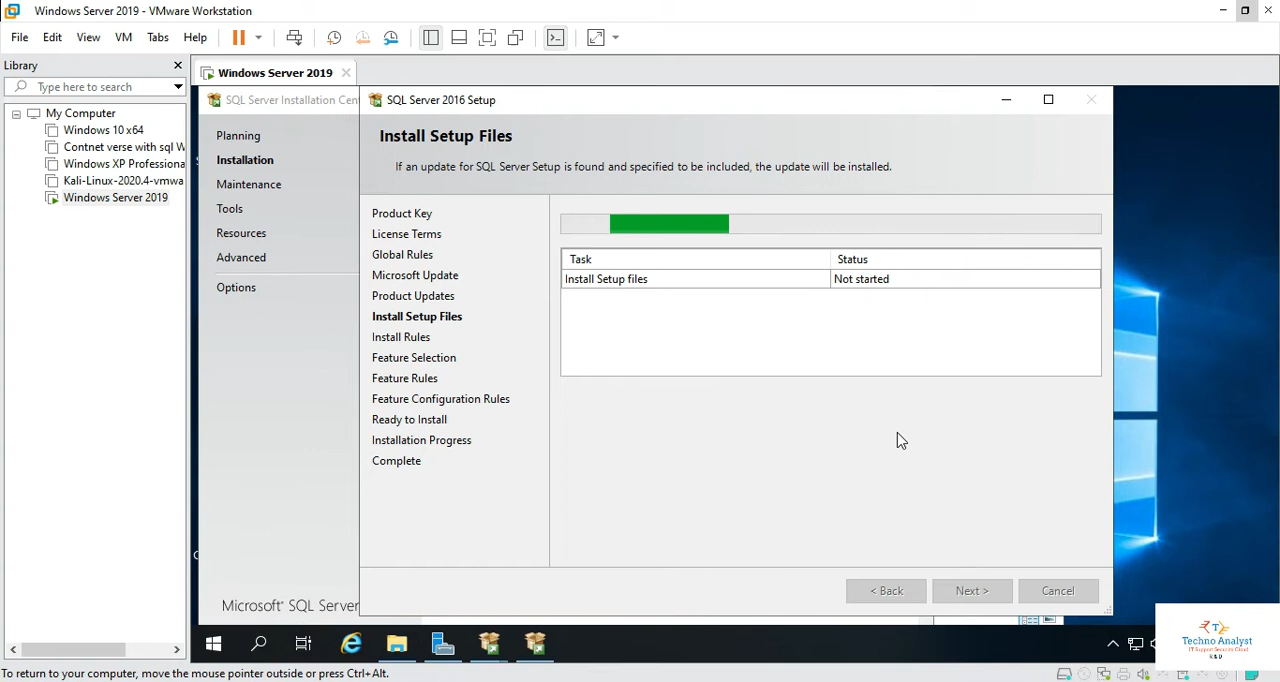 Windows Server 2019 - VMware Workstation
File Edit View VM Tabs Help
Library
Type here to search
My Computer
Windows 10 x64
Contnet verse with sql W
Windows XP Professiona
Kali-Linux-2020.4-vmwa
Windows Server 2019
Windows Server 2019
SQL Server Installation Cent
Planning
Installation
Maintenance
Tools
Resources
Advanced
Options
Microsoft SQL Server
SQL Server 2016 Setup
Install Setup Files
If an update for SQL Server Setup is found and specified to be included, the update will be installed.
Product Key
License Terms
Global Rules
Microsoft Update
Product Updates
Install Setup Files
Install Rules
Feature Selection
Feature Rules
Feature Configuration Rules
Ready to Install
Installation Progress
Complete
Task Status
Install Setup files Not started
< Back Next > Cancel
Techno Analyst
IT Support Security Cloud
R&D
To return to your computer, move the mouse pointer outside or press Ctrl+Alt.